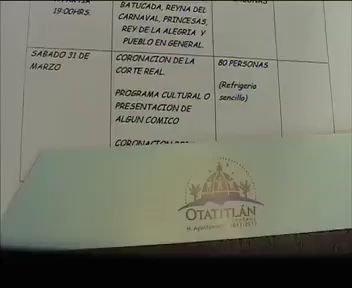 19:00HRS.
BATUCADA, REYNA DEL
CARNAVAL, PRINCESAS,
REY DE LA ALEGRIA Y
PUEBLO EN GENERAL.
SABADO 31 DE
MARZO
CORONACION DE LA
CORTE REAL.
PROGRAMA CULTURAL O
PRESENTACION DE
ALGUN COMICO
80 PERSONAS
(Refrigerio
sencillo)
CORONACION
OTATITLÁN